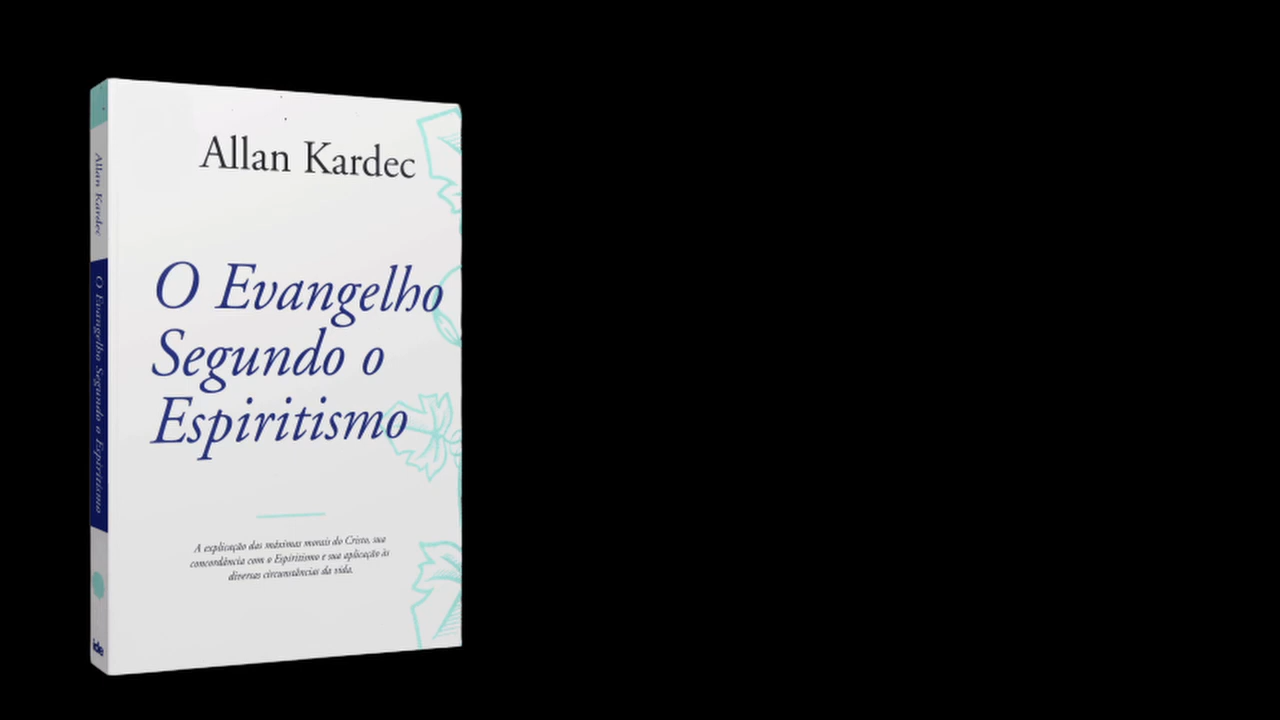 Allan Kardec
O Evangelho
Segundo o
Espiritismo
A explicação das máximas morais do Cristo, sua
concordância com o Espiritismo e sua aplicação às
diversas circunstâncias da vida.
Allan Kardec
O Evangelho Segundo o Espiritismo
ide